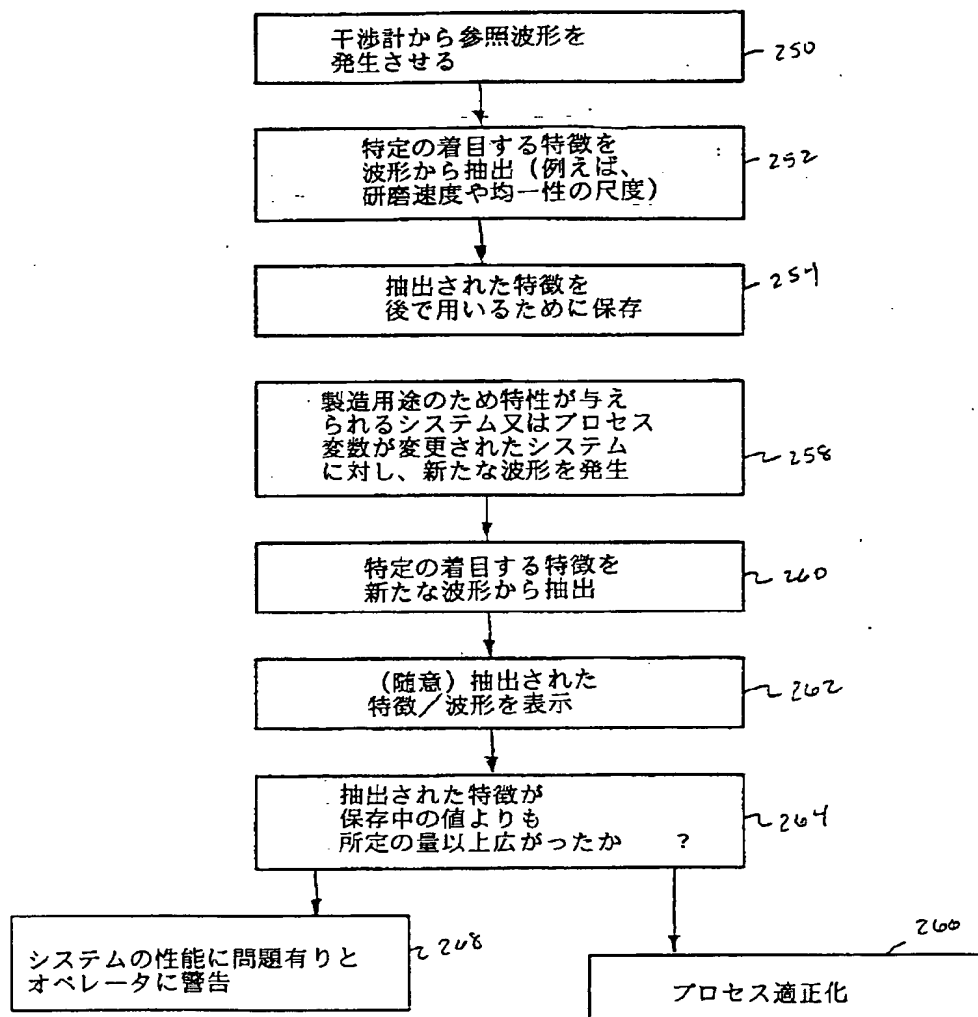 干渉計から参照波形を
発生させる
250
特定の着目する特徴を
波形から抽出（例えば、
研磨速度や均一性の尺度）
252
抽出された特徴を
後で用いるために保存
254
製造用途のため特性が与え
られるシステム又はプロセス
変数が変更されたシステム
に対し、新たな波形を発生
258
特定の着目する特徴を
新たな波形から抽出
260
（随意）抽出された
特徴／波形を表示
262
抽出された特徴が
保存中の値よりも
所定の量以上広がったか　？
264
システムの性能に問題有りと
オペレータに警告
268
プロセス適正化
260